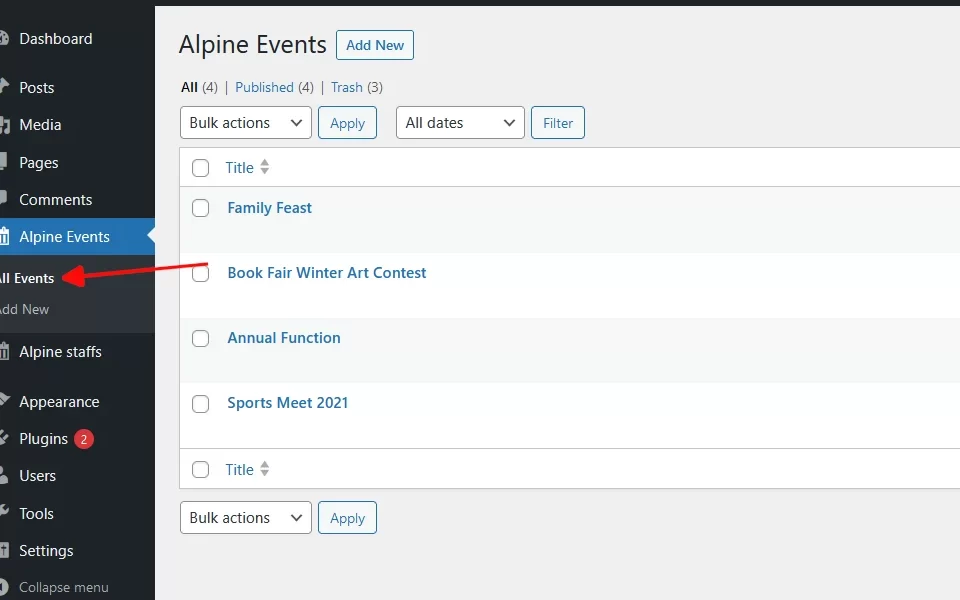 Dashboard
Posts
Media
Pages
Comments
Alpine Events
ll Events
dd New
Alpine staffs
Appearance
Plugins 2
Users
Tools
Settings
Collapse menu
Alpine Events Add New
All (4) | Published (4) | Trash (3)
Bulk actions Apply All dates Filter
Title
Family Feast
Book Fair Winter Art Contest
Annual Function
Sports Meet 2021
Title
Bulk actions Apply